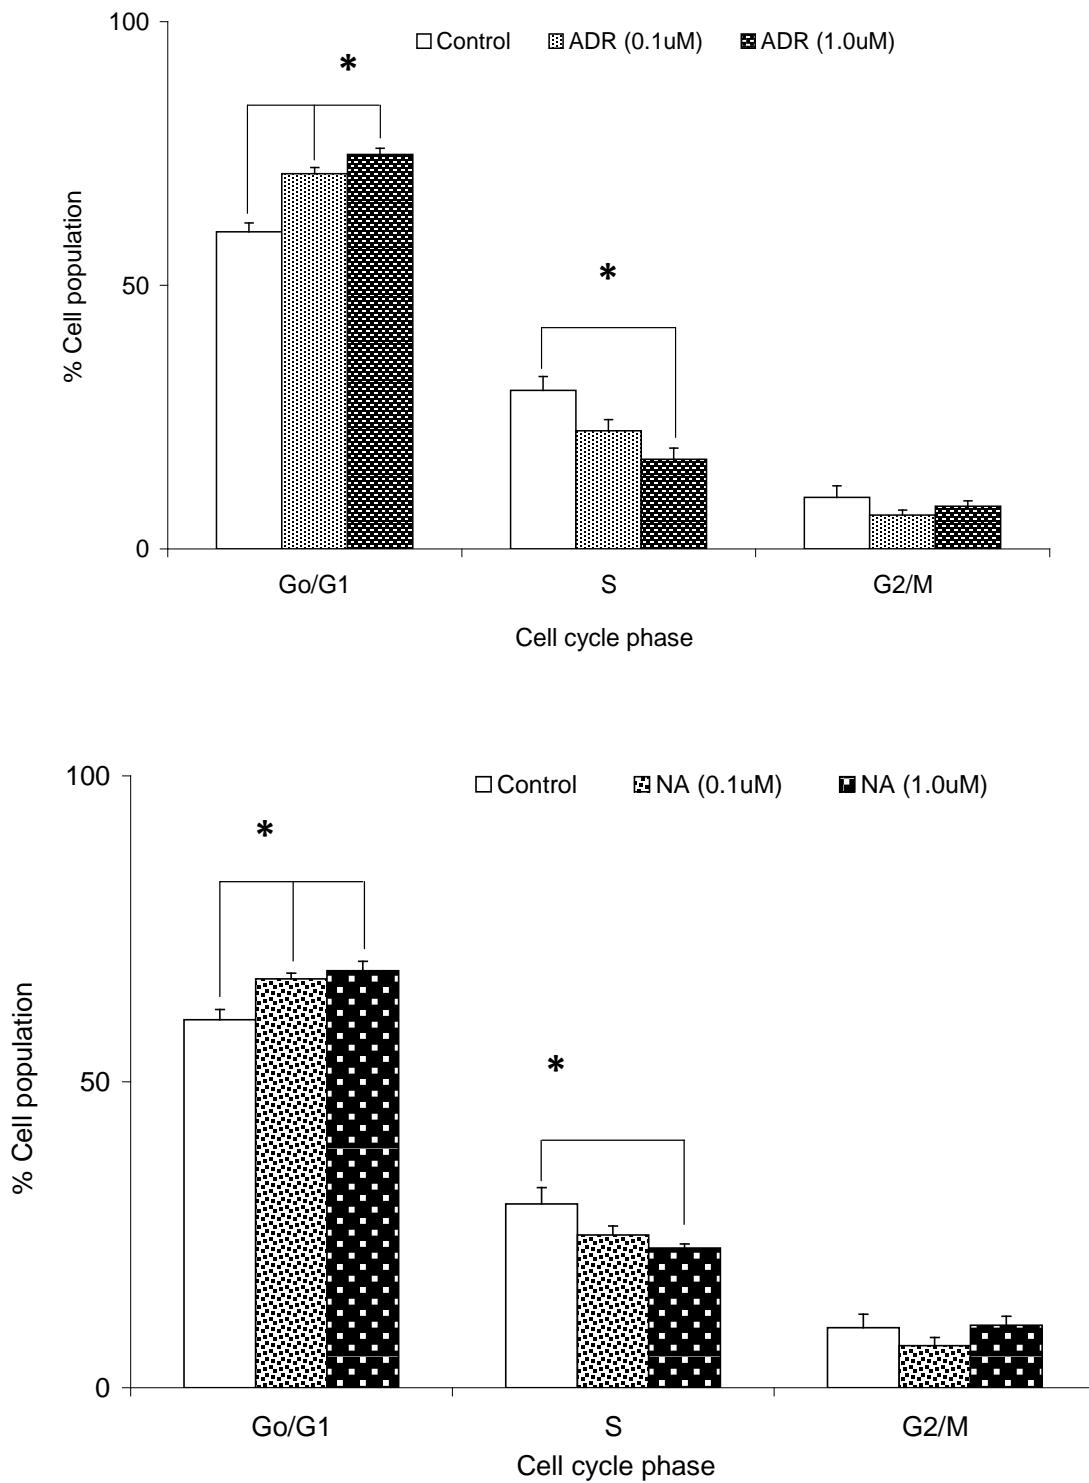 100
Control ADR (0.1uM) ADR (1.0uM)
*
% Cell population
*
50
0
Go/G1 S G2/M
Cell cycle phase
100
Control NA (0.1uM) NA (1.0uM)
*
% Cell population
*
50
0
Go/G1 S G2/M
Cell cycle phase